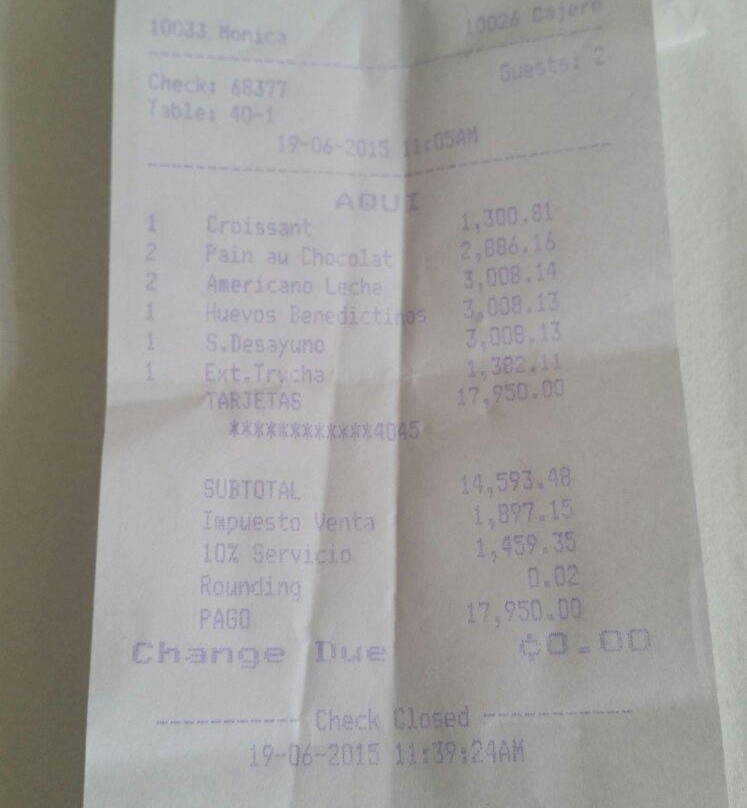 10033 Monica 10026 Cajero
Check: 68377 Guests: 2
Table: 40-1
19-06-2015 11:05AM
AQUI
1 Croissant 1,300.81
2 Pain au Chocolat 2,886.16
2 Americano Leche 3,008.14
1 Huevos Benedictinos 3,008.13
1 S.Desayuno 3,008.13
1 Ext.Trucha 1,382.11
TARJETAS 17,950.00
************4045
SUBTOTAL 14,593.48
Impuesto Venta 1,897.15
10% Servicio 1,459.35
Rounding 0.02
PAGO 17,950.00
Change Due ₡0.00
---------- Check Closed ----------
19-06-2015 11:39:24AM